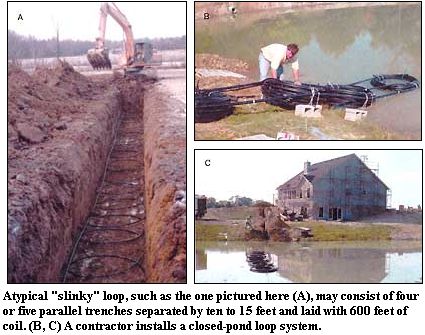 A
B
C
Atypical "slinky" loop, such as the one pictured here (A), may consist of four
or five parallel trenches separated by ten to 15 feet and laid with 600 feet of
coil. (B, C) A contractor installs a closed-pond loop system.